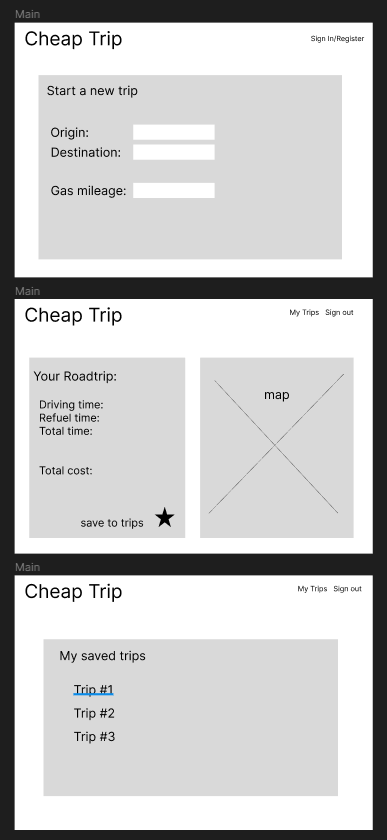 Main
Cheap Trip
Sign In/Register
Start a new trip
Origin:
Destination:
Gas mileage:
Main
Cheap Trip
My Trips Sign out
Your Roadtrip:
Driving time:
Refuel time:
Total time:
Total cost:
save to trips
map
Main
Cheap Trip
My Trips Sign out
My saved trips
Trip #1
Trip #2
Trip #3